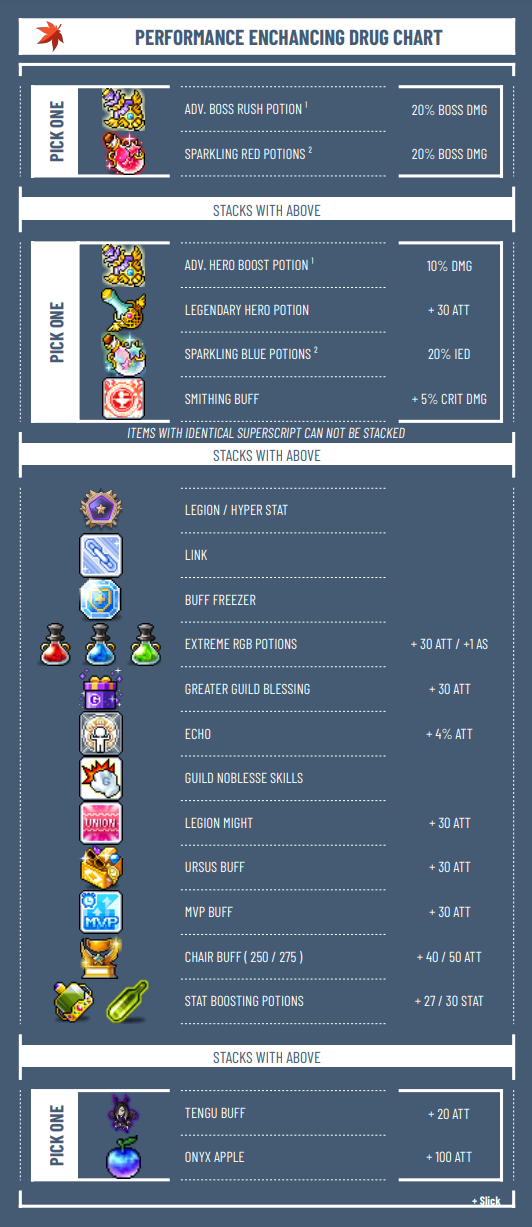 PERFORMANCE ENCHANCING DRUG CHART
PICK ONE
ADV. BOSS RUSH POTION ¹ 20% BOSS DMG
SPARKLING RED POTIONS ² 20% BOSS DMG
STACKS WITH ABOVE
PICK ONE
ADV. HERO BOOST POTION ¹ 10% DMG
LEGENDARY HERO POTION + 30 ATT
SPARKLING BLUE POTIONS ² 20% IED
SMITHING BUFF + 5% CRIT DMG
ITEMS WITH IDENTICAL SUPERSCRIPT CAN NOT BE STACKED
STACKS WITH ABOVE
LEGION / HYPER STAT
LINK
BUFF FREEZER
EXTREME RGB POTIONS + 30 ATT / +1 AS
G GREATER GUILD BLESSING + 30 ATT
ECHO + 4% ATT
G GUILD NOBLESSE SKILLS
UNION LEGION MIGHT + 30 ATT
URSUS BUFF + 30 ATT
MVP MVP BUFF + 30 ATT
CHAIR BUFF ( 250 / 275 ) + 40 / 50 ATT
STAT BOOSTING POTIONS + 27 / 30 STAT
STACKS WITH ABOVE
PICK ONE
TENGU BUFF + 20 ATT
ONYX APPLE + 100 ATT
+ Slick